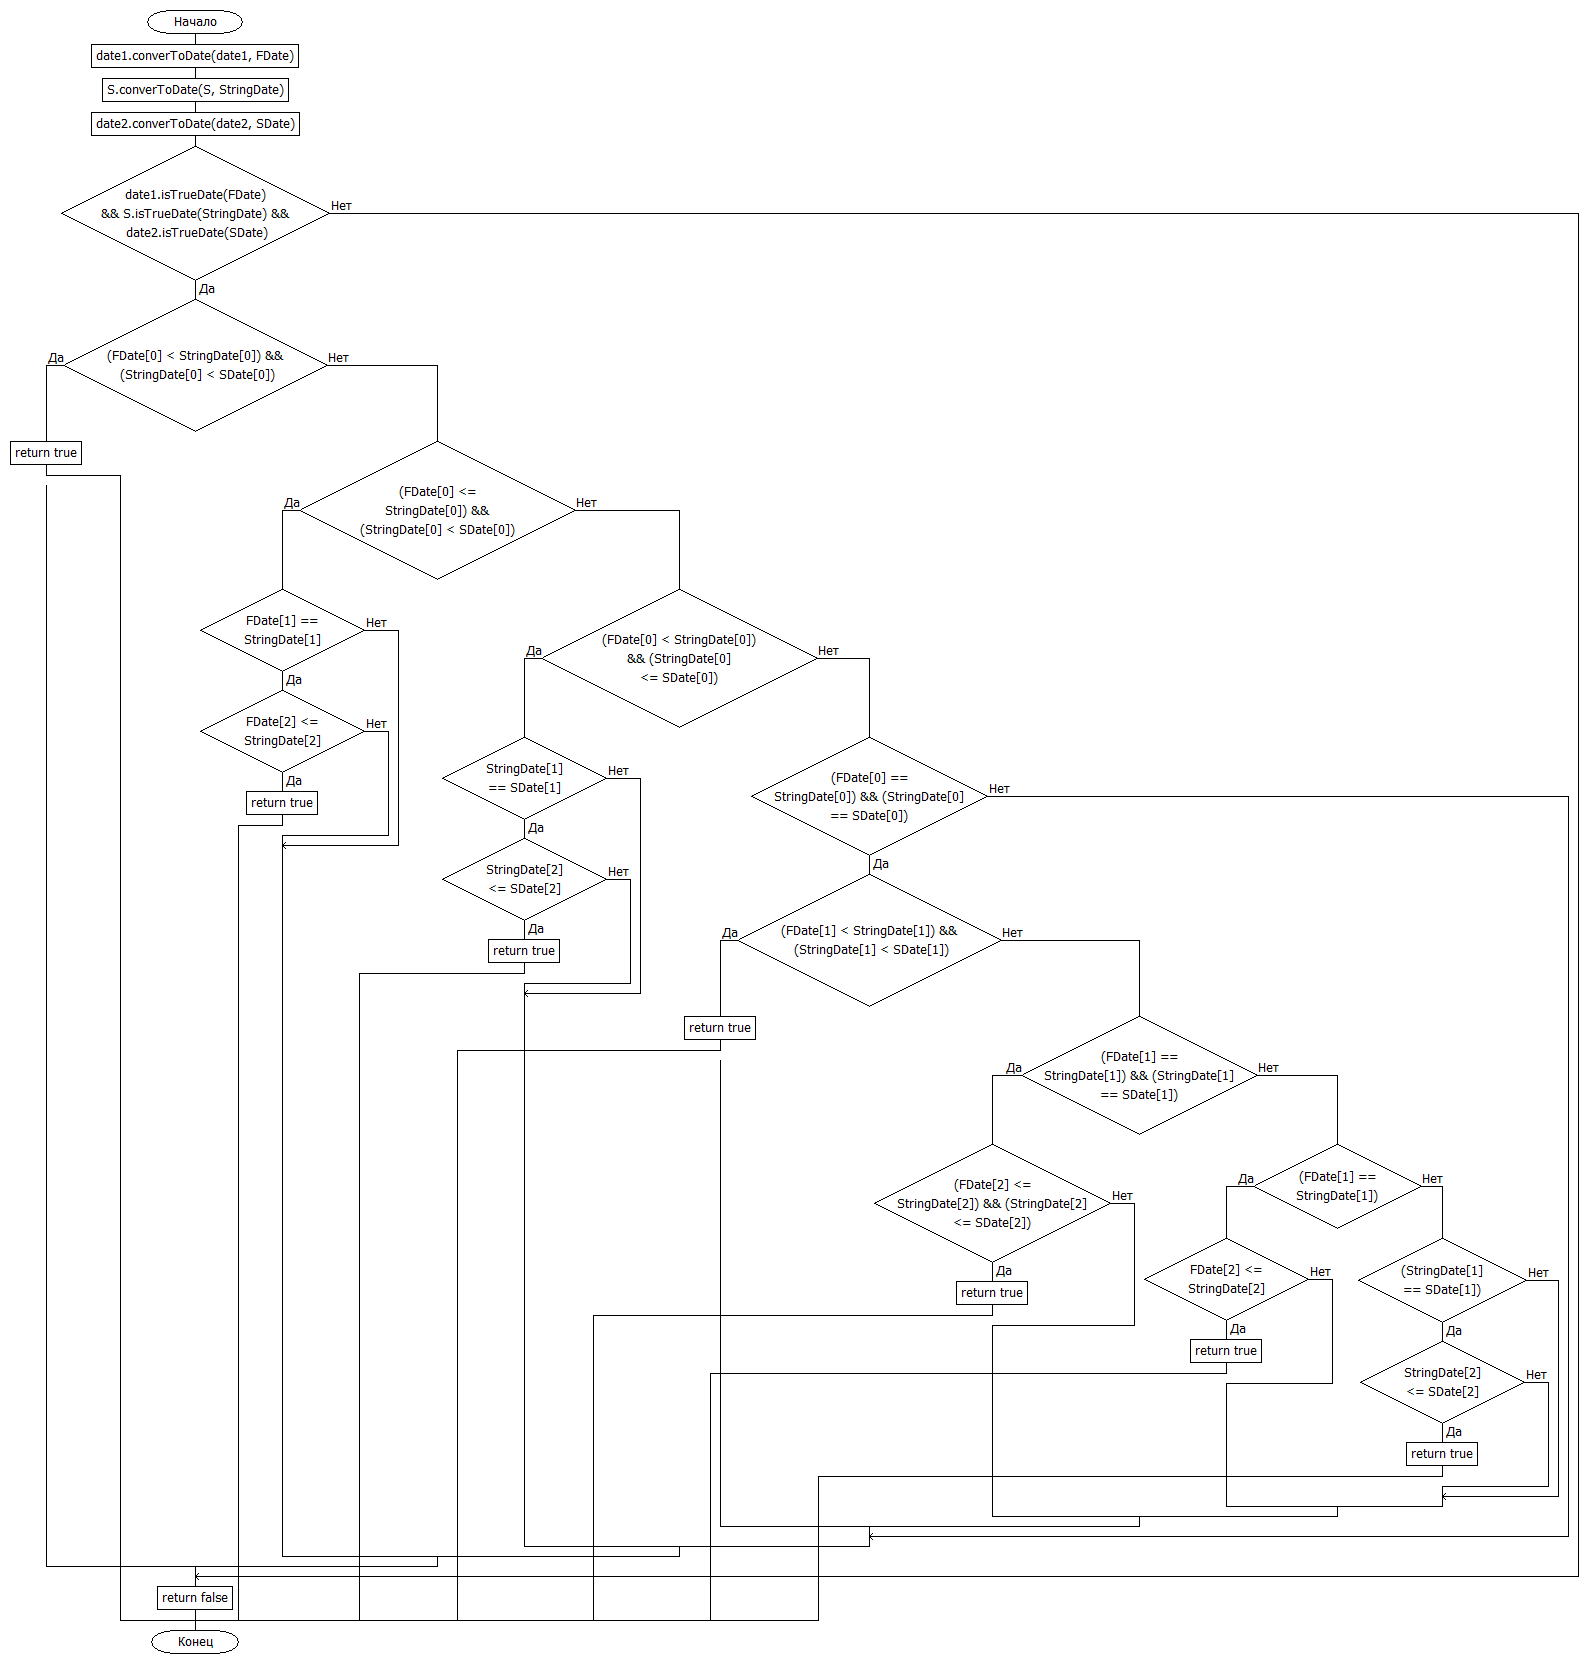 Начало
date1.converToDate(date1, FDate)
S.converToDate(S, StringDate)
date2.converToDate(date2, SDate)
date1.isTrueDate(FDate)
&& S.isTrueDate(StringDate) &&
date2.isTrueDate(SDate)
Нет
Да
(FDate[0] < StringDate[0]) &&
(StringDate[0] < SDate[0])
Да
Нет
return true
(FDate[0] <=
StringDate[0]) &&
(StringDate[0] < SDate[0])
Да
Нет
FDate[1] ==
StringDate[1]
Нет
Да
FDate[2] <=
StringDate[2]
Нет
Да
return true
(FDate[0] < StringDate[0])
&& (StringDate[0]
<= SDate[0])
Да
Нет
StringDate[1]
== SDate[1]
Нет
Да
StringDate[2]
<= SDate[2]
Нет
Да
return true
(FDate[0] ==
StringDate[0]) && (StringDate[0]
== SDate[0])
Нет
Да
(FDate[1] < StringDate[1]) &&
(StringDate[1] < SDate[1])
Да
Нет
return true
(FDate[1] ==
StringDate[1]) && (StringDate[1]
== SDate[1])
Да
Нет
(FDate[2] <=
StringDate[2]) && (StringDate[2]
<= SDate[2])
Нет
Да
return true
(FDate[1] ==
StringDate[1])
Да
Нет
FDate[2] <=
StringDate[2]
Нет
Да
return true
(StringDate[1]
== SDate[1])
Нет
Да
StringDate[2]
<= SDate[2]
Нет
Да
return true
return false
Конец